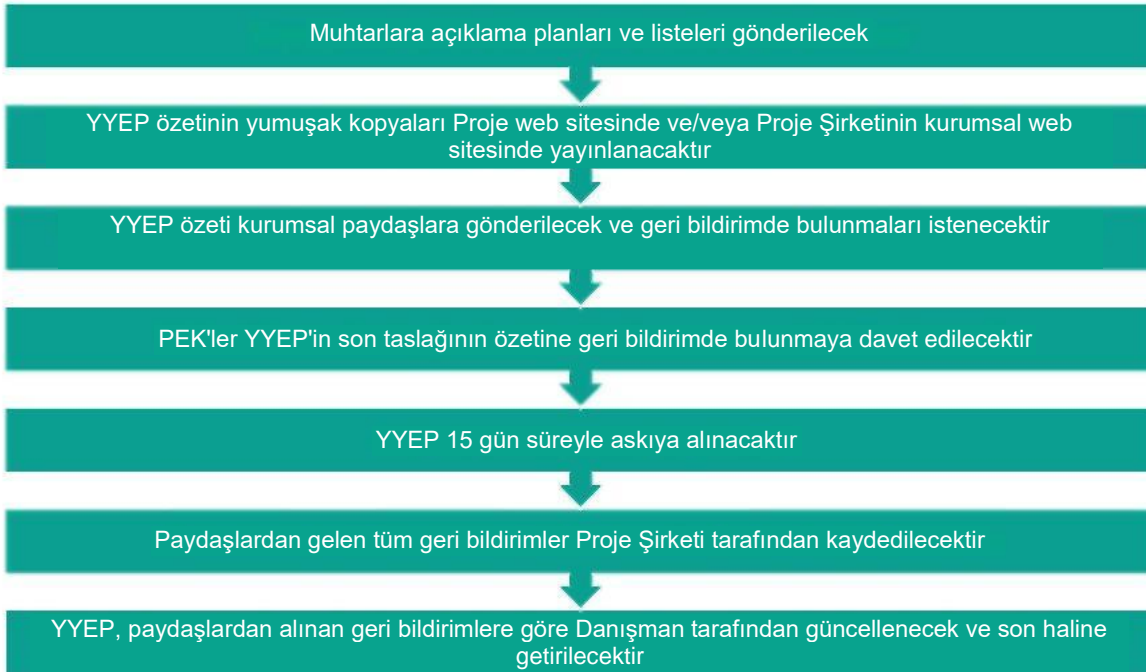 Muhtarlara açıklama planları ve listeleri gönderilecek
YYEP özetinin yumuşak kopyaları Proje web sitesinde ve/veya Proje Şirketinin kurumsal web
sitesinde yayınlanacaktır
YYEP özeti kurumsal paydaşlara gönderilecek ve geri bildirimde bulunmaları istenecektir
PEK'ler YYEP'in son taslağının özetine geri bildirimde bulunmaya davet edilecektir
YYEP 15 gün süreyle askıya alınacaktır
Paydaşlardan gelen tüm geri bildirimler Proje Şirketi tarafından kaydedilecektir
YYEP, paydaşlardan alınan geri bildirimlere göre Danışman tarafından güncellenecek ve son haline
getirilecektir